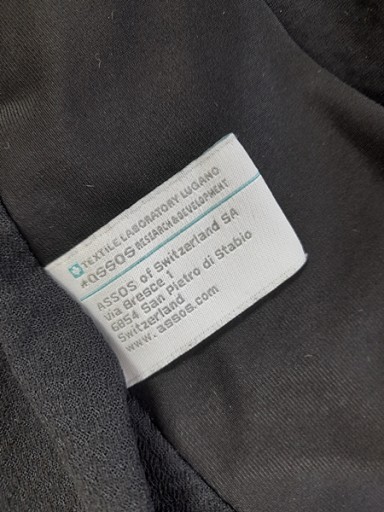 TEXTILE LABORATORY LUGANO
+assos RESEARCH & DEVELOPMENT
ASSOS of Switzerland SA
via Bresce 1
6854 San Pietro di Stabio
Switzerland
www.assos.com